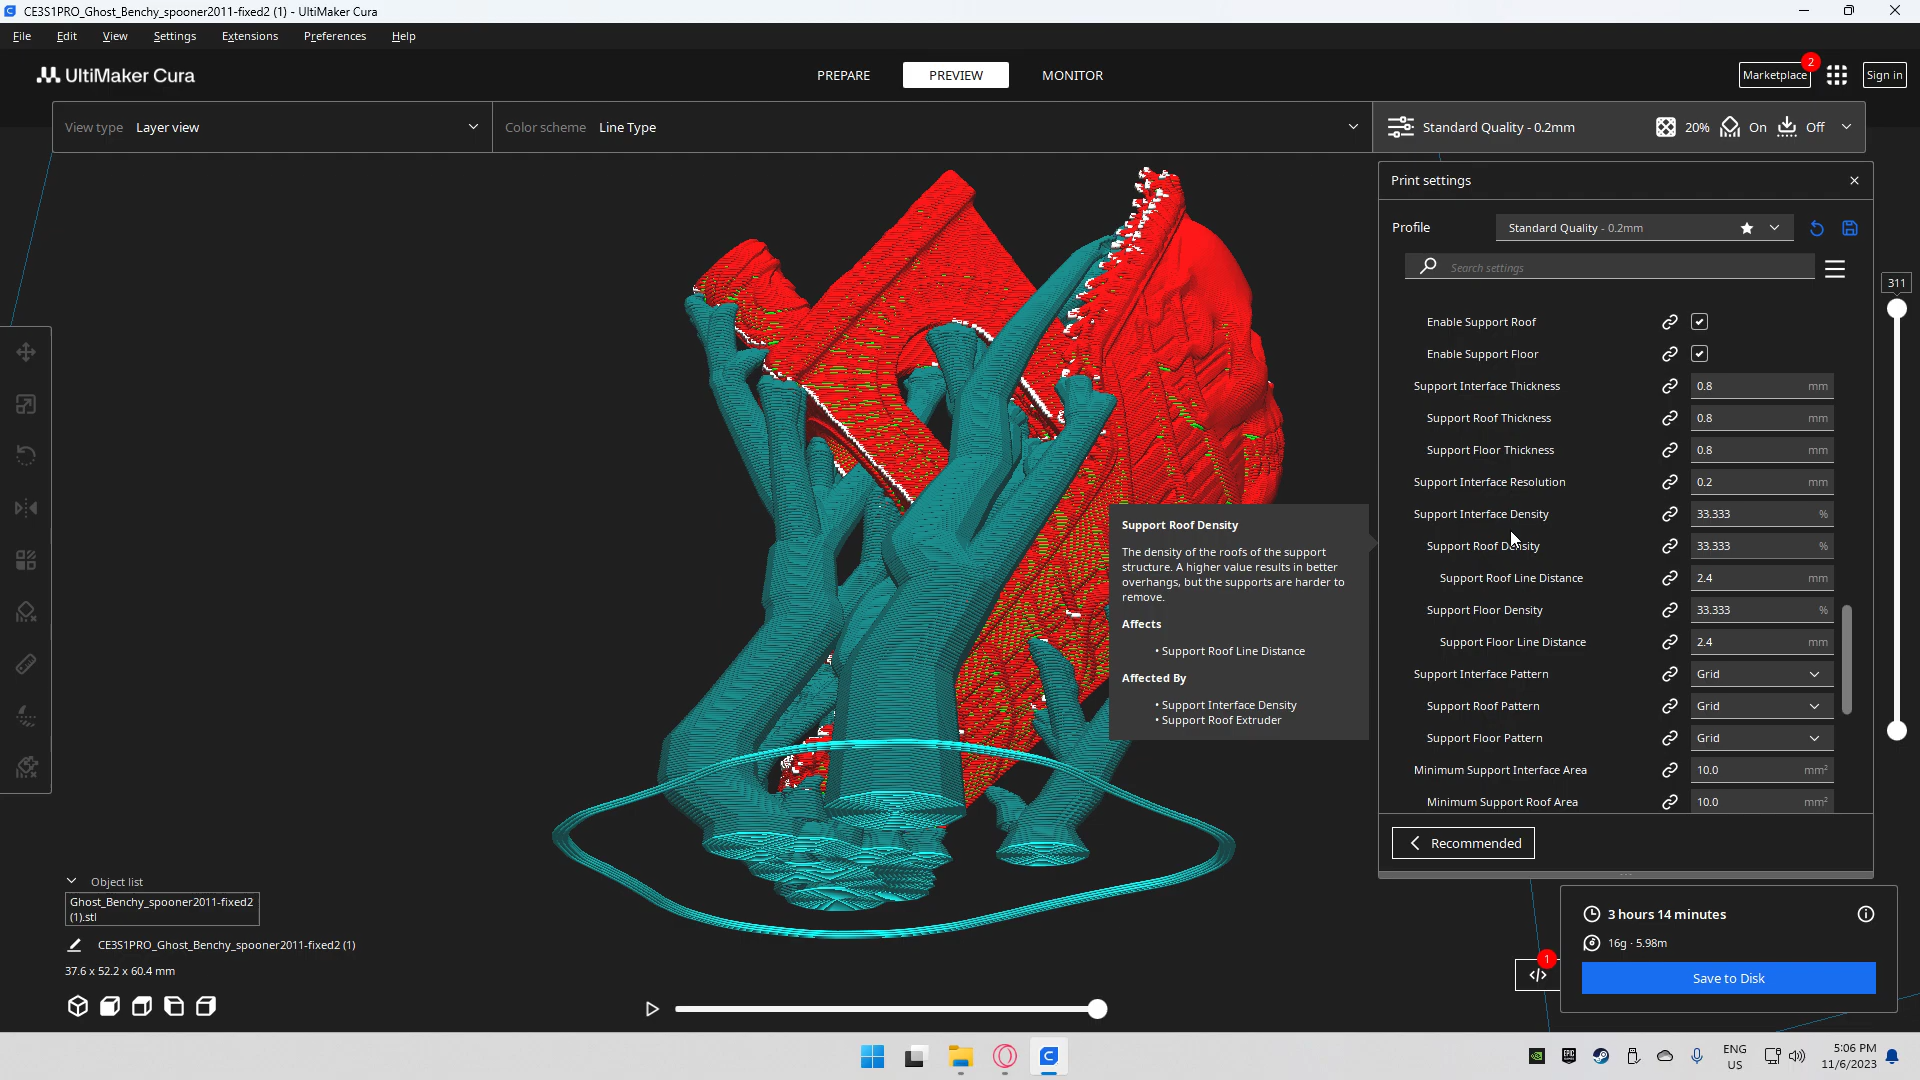 CE3S1PRO_Ghost_Benchy_spooner2011-fixed2 (1) - UltiMaker Cura
File Edit View Settings Extensions Preferences Help
UltiMaker Cura
PREPARE PREVIEW MONITOR
Marketplace 2
Sign in
View type Layer view
Color scheme Line Type
Standard Quality - 0.2mm 20% On Off
Print settings
Profile Standard Quality - 0.2mm
Search settings
311
Enable Support Roof
Enable Support Floor
Support Interface Thickness 0.8 mm
Support Roof Thickness 0.8 mm
Support Floor Thickness 0.8 mm
Support Interface Resolution 0.2 mm
Support Interface Density 33.333 %
Support Roof Density 33.333 %
Support Roof Line Distance 2.4 mm
Support Floor Density 33.333 %
Support Floor Line Distance 2.4 mm
Support Interface Pattern Grid
Support Roof Pattern Grid
Support Floor Pattern Grid
Minimum Support Interface Area 10.0 mm²
Minimum Support Roof Area 10.0 mm²
Recommended
Support Roof Density
The density of the roofs of the support
structure. A higher value results in better
overhangs, but the supports are harder to
remove.
Affects
• Support Roof Line Distance
Affected By
• Support Interface Density
• Support Roof Extruder
Object list
Ghost_Benchy_spooner2011-fixed2
(1).stl
CE3S1PRO_Ghost_Benchy_spooner2011-fixed2 (1)
37.6 x 52.2 x 60.4 mm
1
3 hours 14 minutes
16g · 5.98m
Save to Disk
EPIC
ENG
US
5:06 PM
11/6/2023